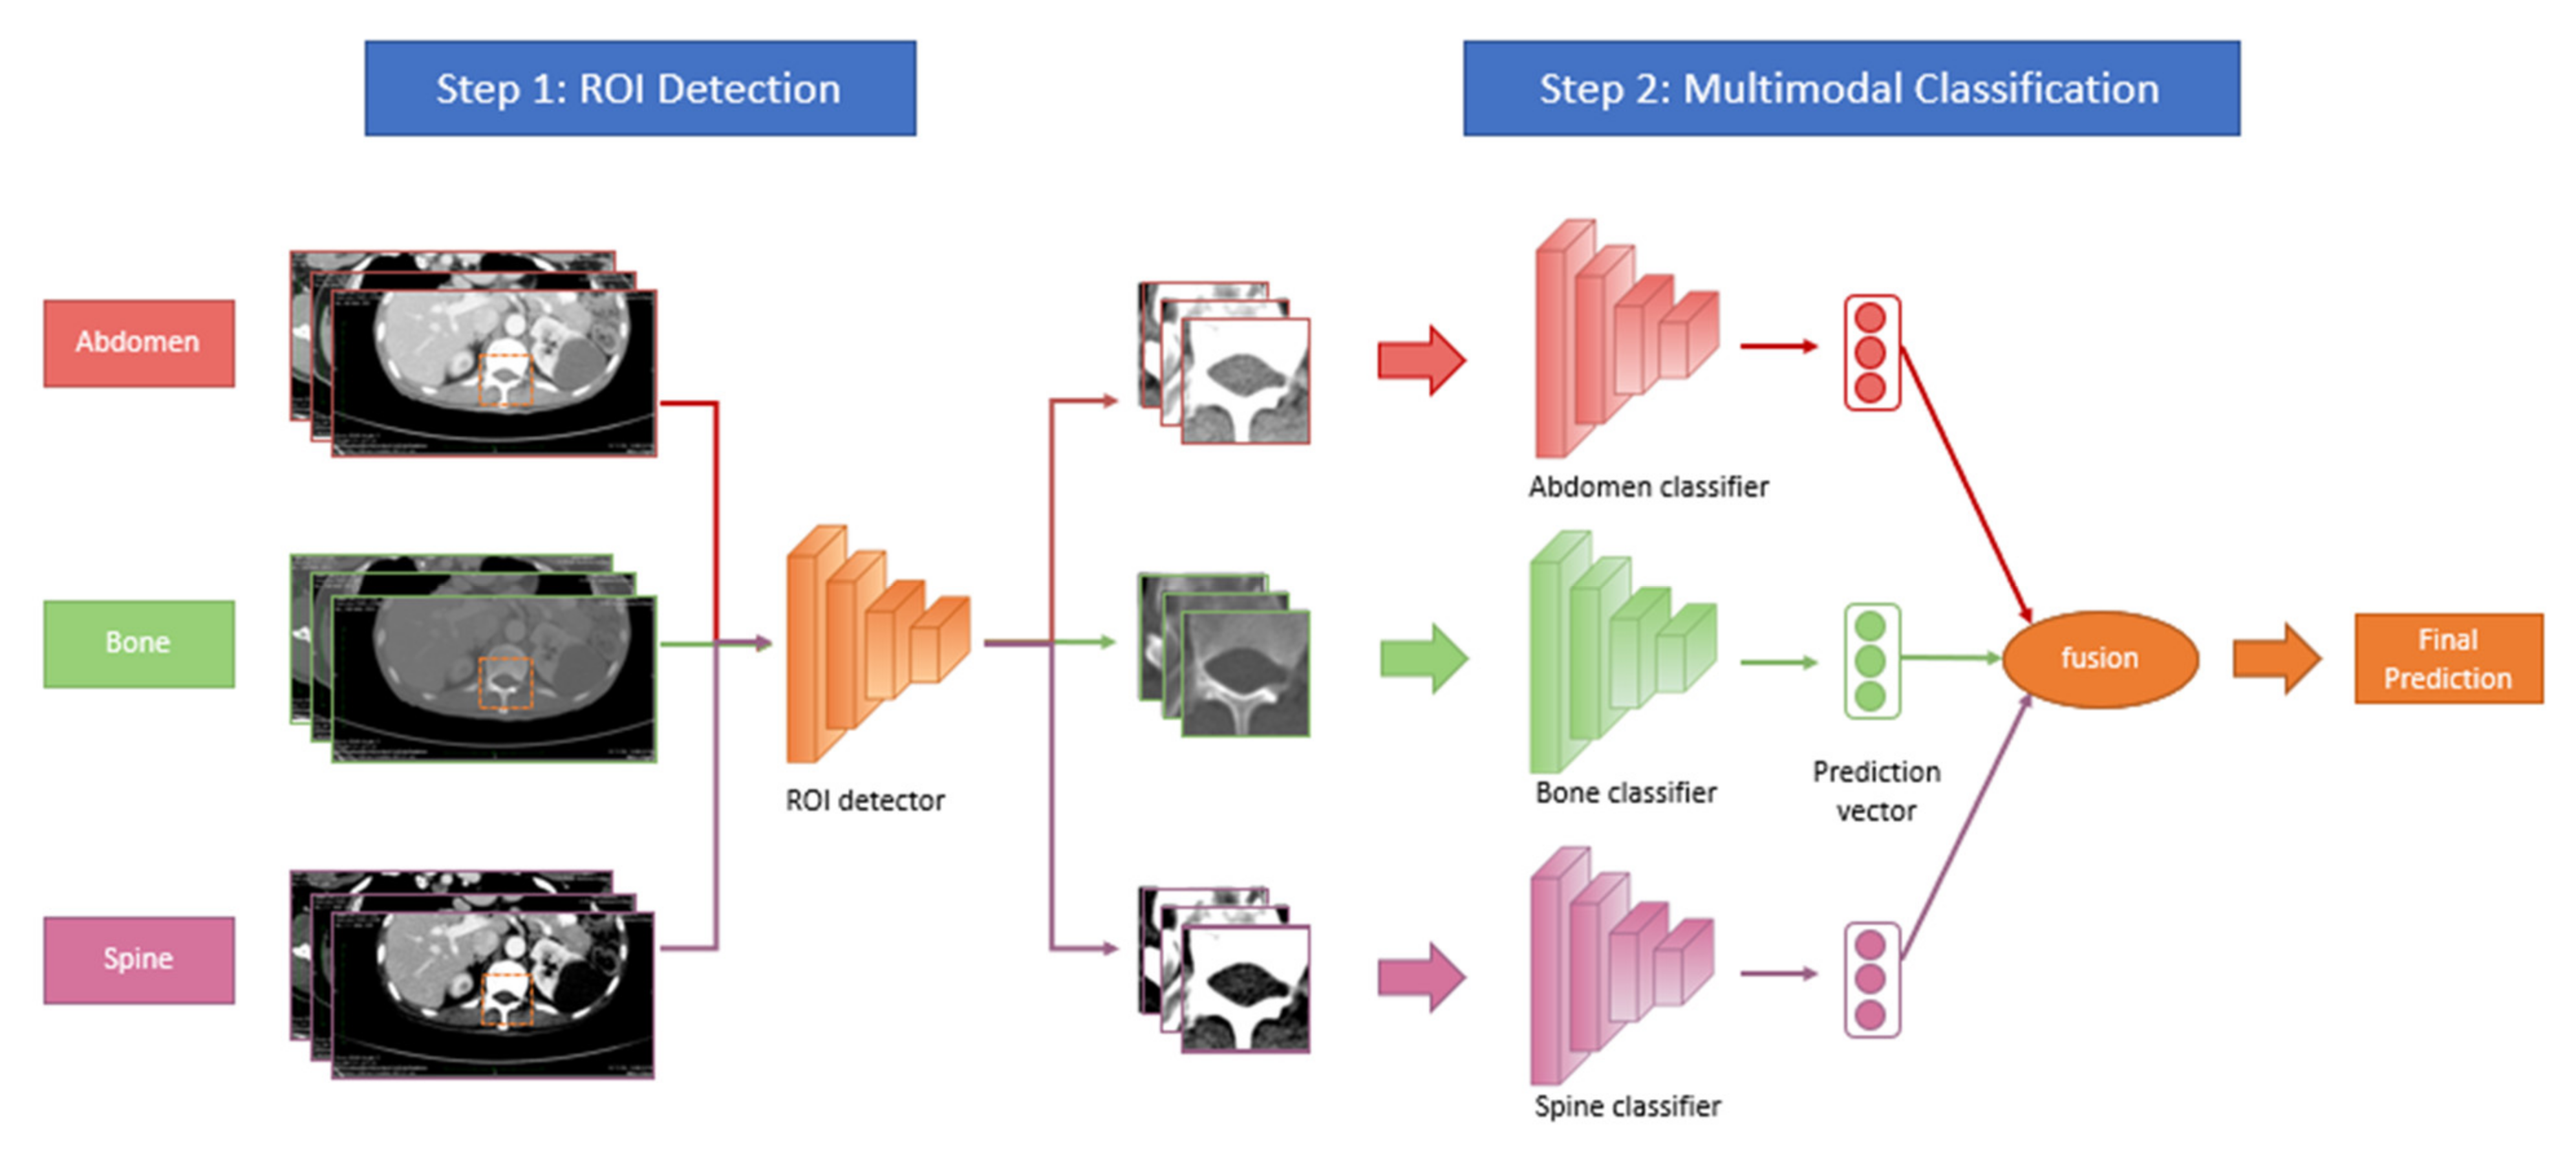 Step 1: ROI Detection
Step 2: Multimodal Classification
Abdomen
Abdomen classifier
Bone
ROI detector
Bone classifier
Prediction
vector
fusion
Final
Prediction
Spine
Spine classifier